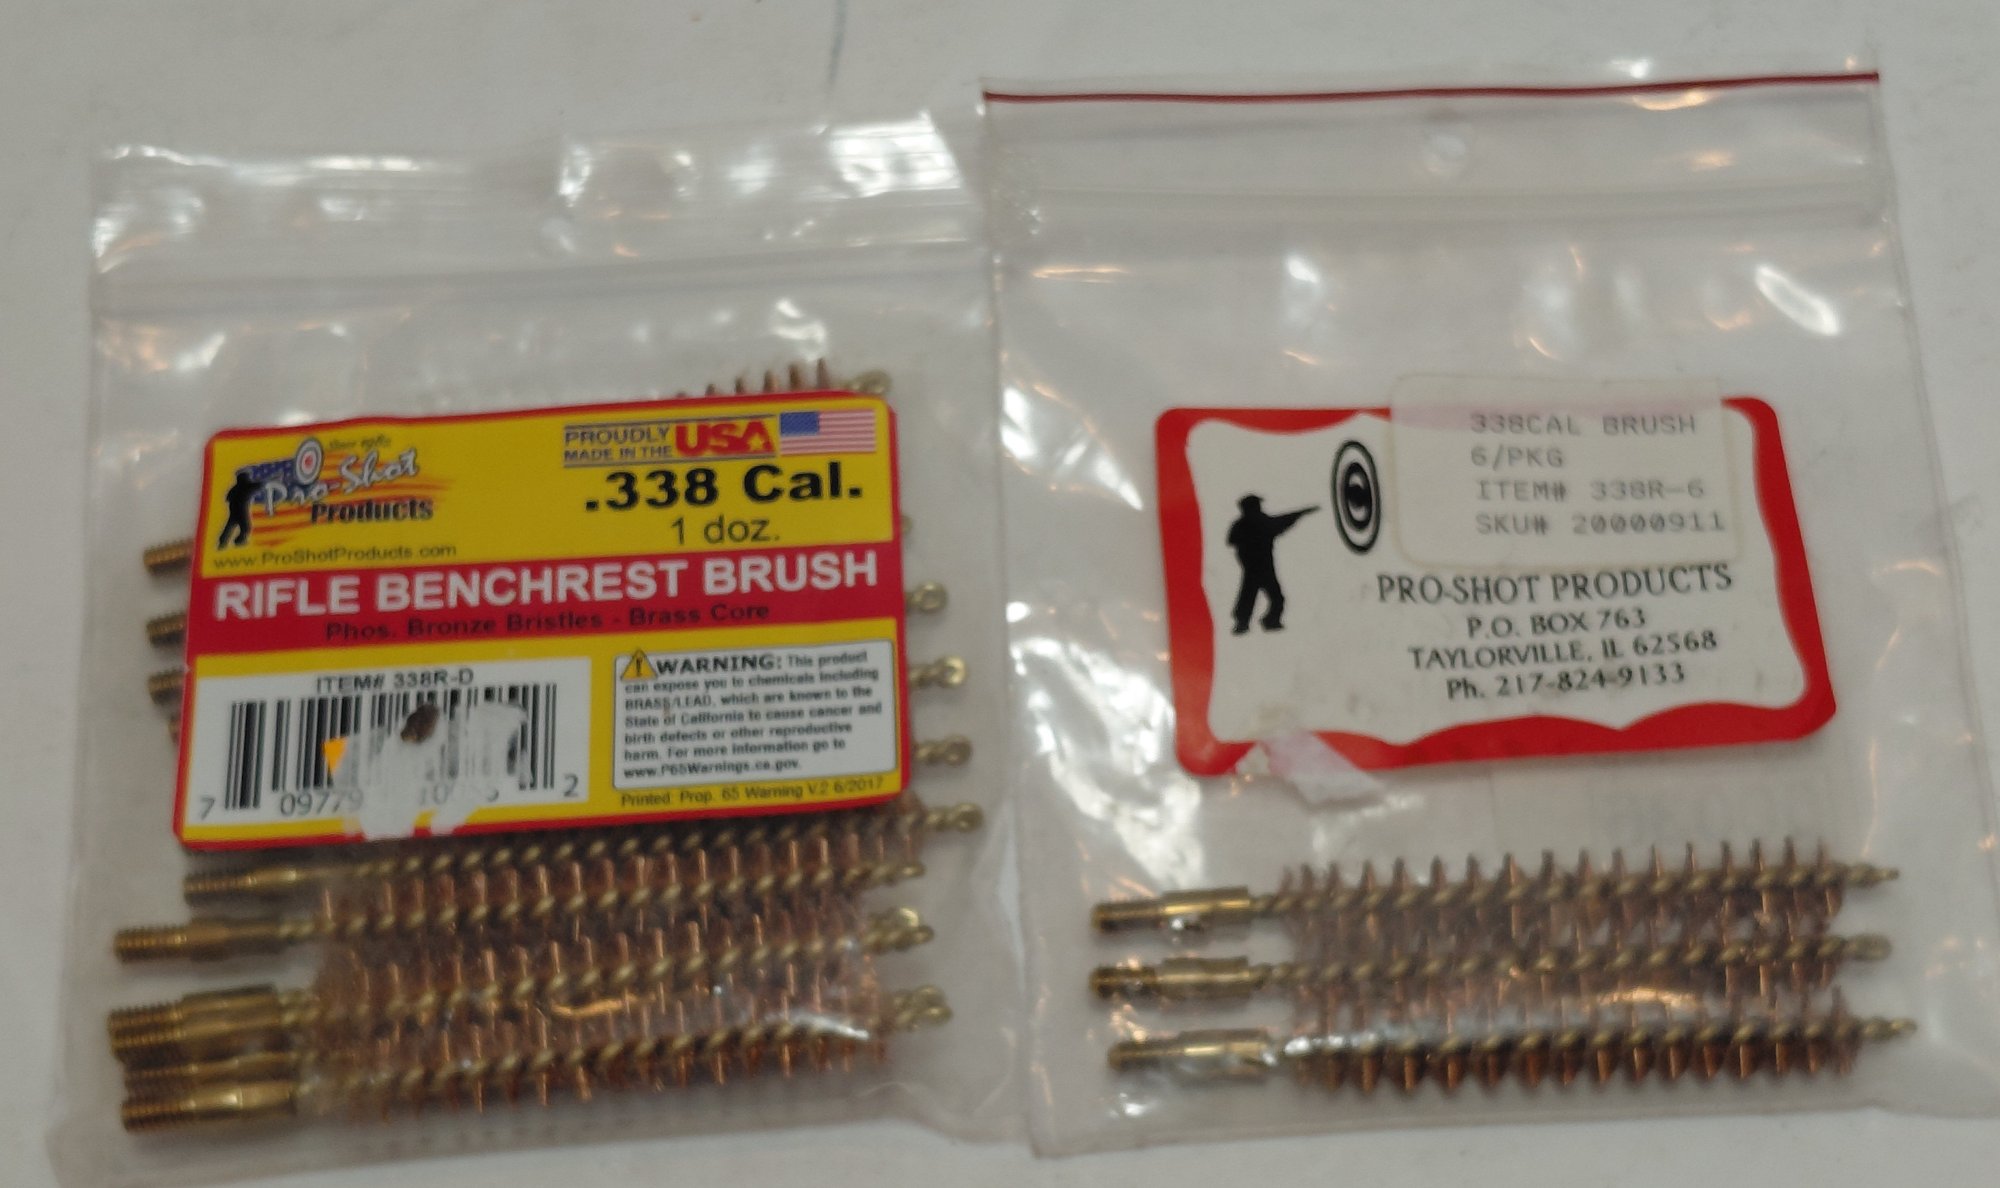 Pro-Shot
Products
www.ProShotProducts.com
PROUDLY
MADE IN THE USA
.338 Cal.
1 doz.
RIFLE BENCHREST BRUSH
Phos. Bronze Bristles - Brass Core
ITEM# 338R-D
7 09779 2
WARNING: This product
can expose you to chemicals including
BRASS/LEAD, which are known to the
State of California to cause cancer and
birth defects or other reproductive
harm. For more information go to
www.P65Warnings.ca.gov.
Printed: Prop. 65 Warning V.2 6/2017
338CAL BRUSH
6/PKG
ITEM# 338R-6
SKU# 20000911
PRO-SHOT PRODUCTS
P.O. BOX 763
TAYLORVILLE, IL 62568
Ph. 217-824-9133